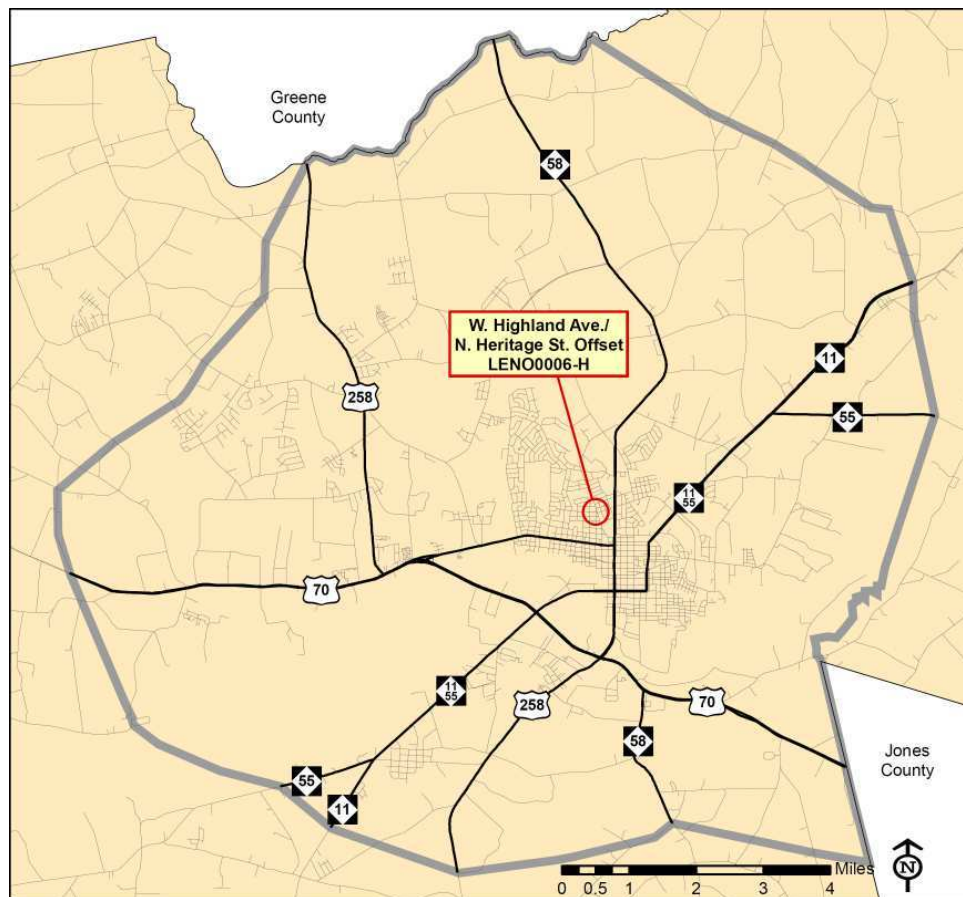 Greene
County
58
W. Highland Ave./
N. Heritage St. Offset
LENO0006-H
11
258
55
11
55
70
11
55
258
70
58
Jones
County
55
11
Miles
N
0 0.5 1 2 3 4